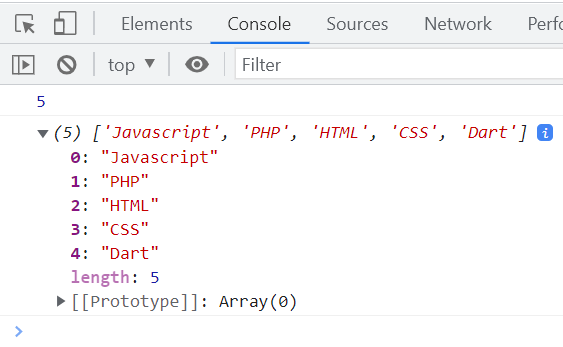 Elements Console Sources Network Perfo
top ▼ Filter
5
▼ (5) ['Javascript', 'PHP', 'HTML', 'CSS', 'Dart'] i
0: "Javascript"
1: "PHP"
2: "HTML"
3: "CSS"
4: "Dart"
length: 5
▶ [[Prototype]]: Array(0)
>